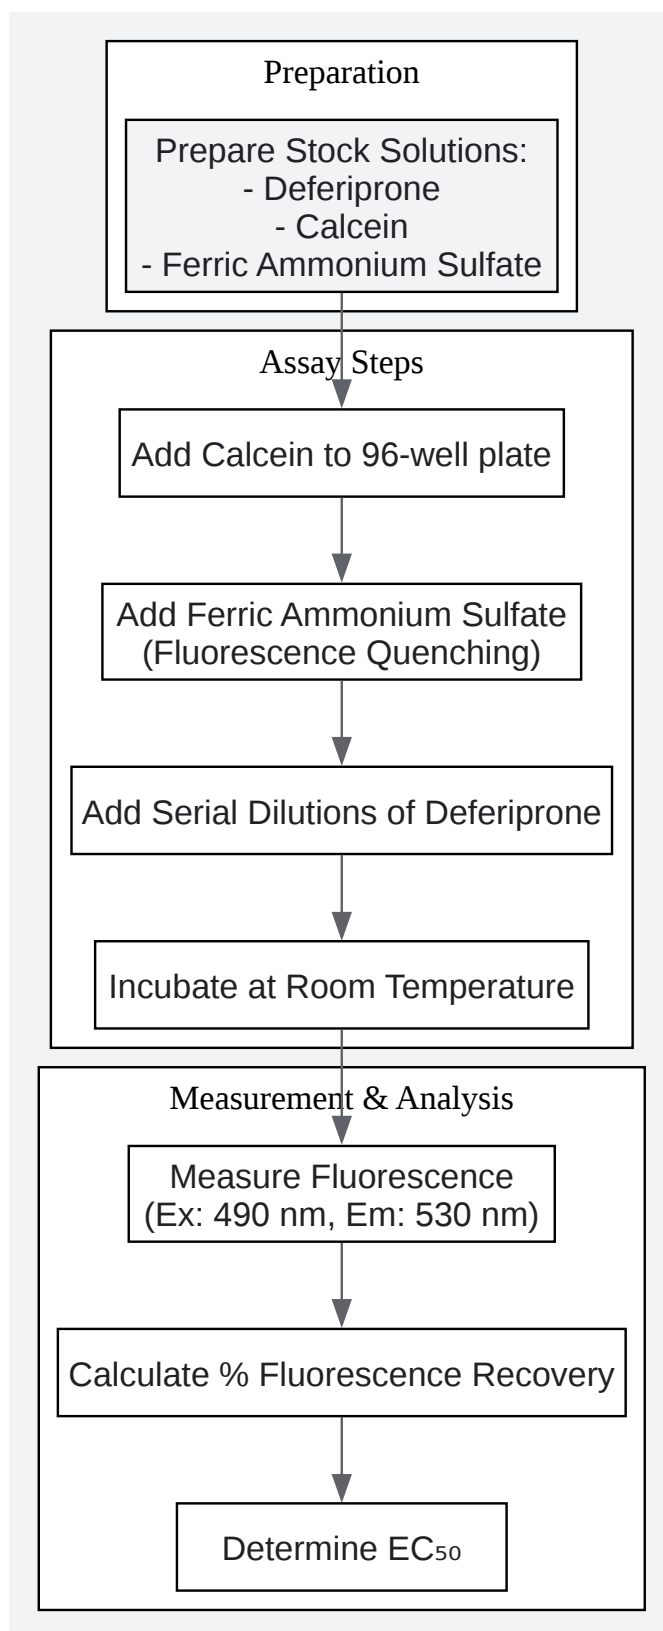 Preparation
Prepare Stock Solutions:
- Deferiprone
- Calcein
- Ferric Ammonium Sulfate
Assay Steps
Add Calcein to 96-well plate
Add Ferric Ammonium Sulfate
(Fluorescence Quenching)
Add Serial Dilutions of Deferiprone
Incubate at Room Temperature
Measurement & Analysis
Measure Fluorescence
(Ex: 490 nm, Em: 530 nm)
Calculate % Fluorescence Recovery
Determine EC₅₀